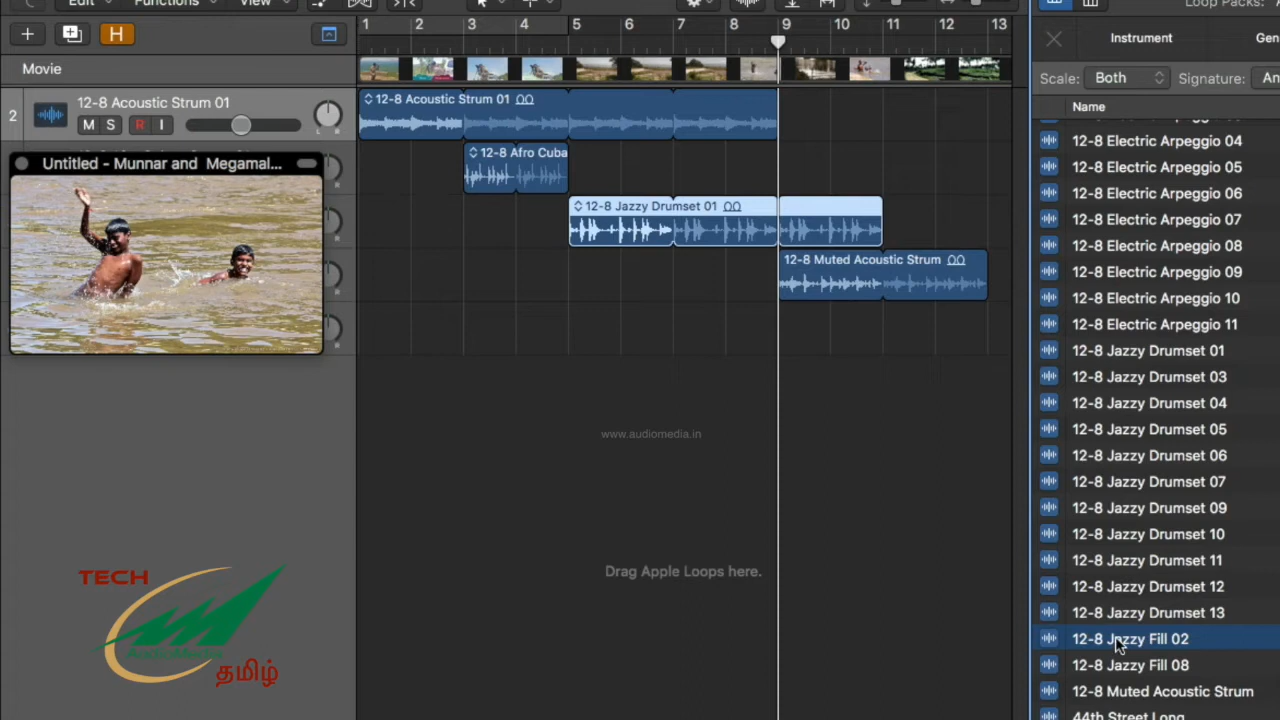 Edit
Functions
View
Loop Packs:
H
1 2 3 4 5 6 7 8 9 10 11 12 13
Instrument
Movie
Scale: Both Signature:
Name
2
12-8 Acoustic Strum 01
M S R I
L R
12-8 Acoustic Strum 01
12-8 Afro Cuba
Untitled - Munnar and Megamal...
12-8 Jazzy Drumset 01
12-8 Muted Acoustic Strum
12-8 Electric Arpeggio 04
12-8 Electric Arpeggio 05
12-8 Electric Arpeggio 06
12-8 Electric Arpeggio 07
12-8 Electric Arpeggio 08
12-8 Electric Arpeggio 09
12-8 Electric Arpeggio 10
12-8 Electric Arpeggio 11
12-8 Jazzy Drumset 01
12-8 Jazzy Drumset 03
12-8 Jazzy Drumset 04
12-8 Jazzy Drumset 05
12-8 Jazzy Drumset 06
12-8 Jazzy Drumset 07
12-8 Jazzy Drumset 09
12-8 Jazzy Drumset 10
12-8 Jazzy Drumset 11
12-8 Jazzy Drumset 12
12-8 Jazzy Drumset 13
12-8 Jazzy Fill 02
12-8 Jazzy Fill 08
12-8 Muted Acoustic Strum
44th Street Long
www.audiomedia.in
Drag Apple Loops here.
TECH
AudioMedia
தமிழ்